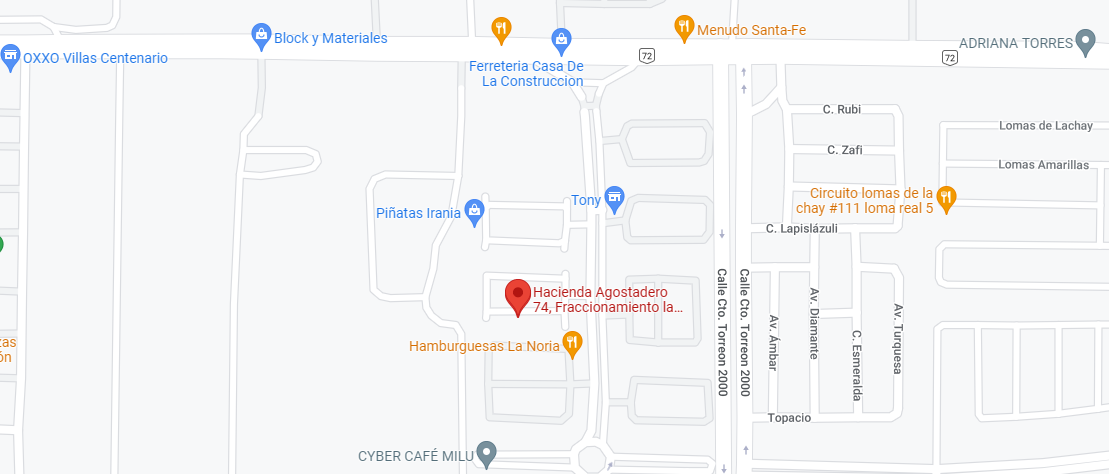 Menudo Santa-Fe
Block y Materiales
ADRIANA TORRES
72
72
OXXO Villas Centenario
Ferreteria Casa De
La Construccion
C. Rubi
Lomas de Lachay
C. Zafi
Lomas Amarillas
Circuito lomas de la
chay #111 loma real 5
Tony
Piñatas Irania
C. Lapislázuli
Hacienda Agostadero
74, Fraccionamiento la...
Calle Cto. Torreon 2000
Calle Cto. Torreon 2000
Av. Ámbar
Av. Diamante
C. Esmeralda
Av. Turquesa
zas
ón
Hamburguesas La Noria
Topacio
CYBER CAFÉ MILU